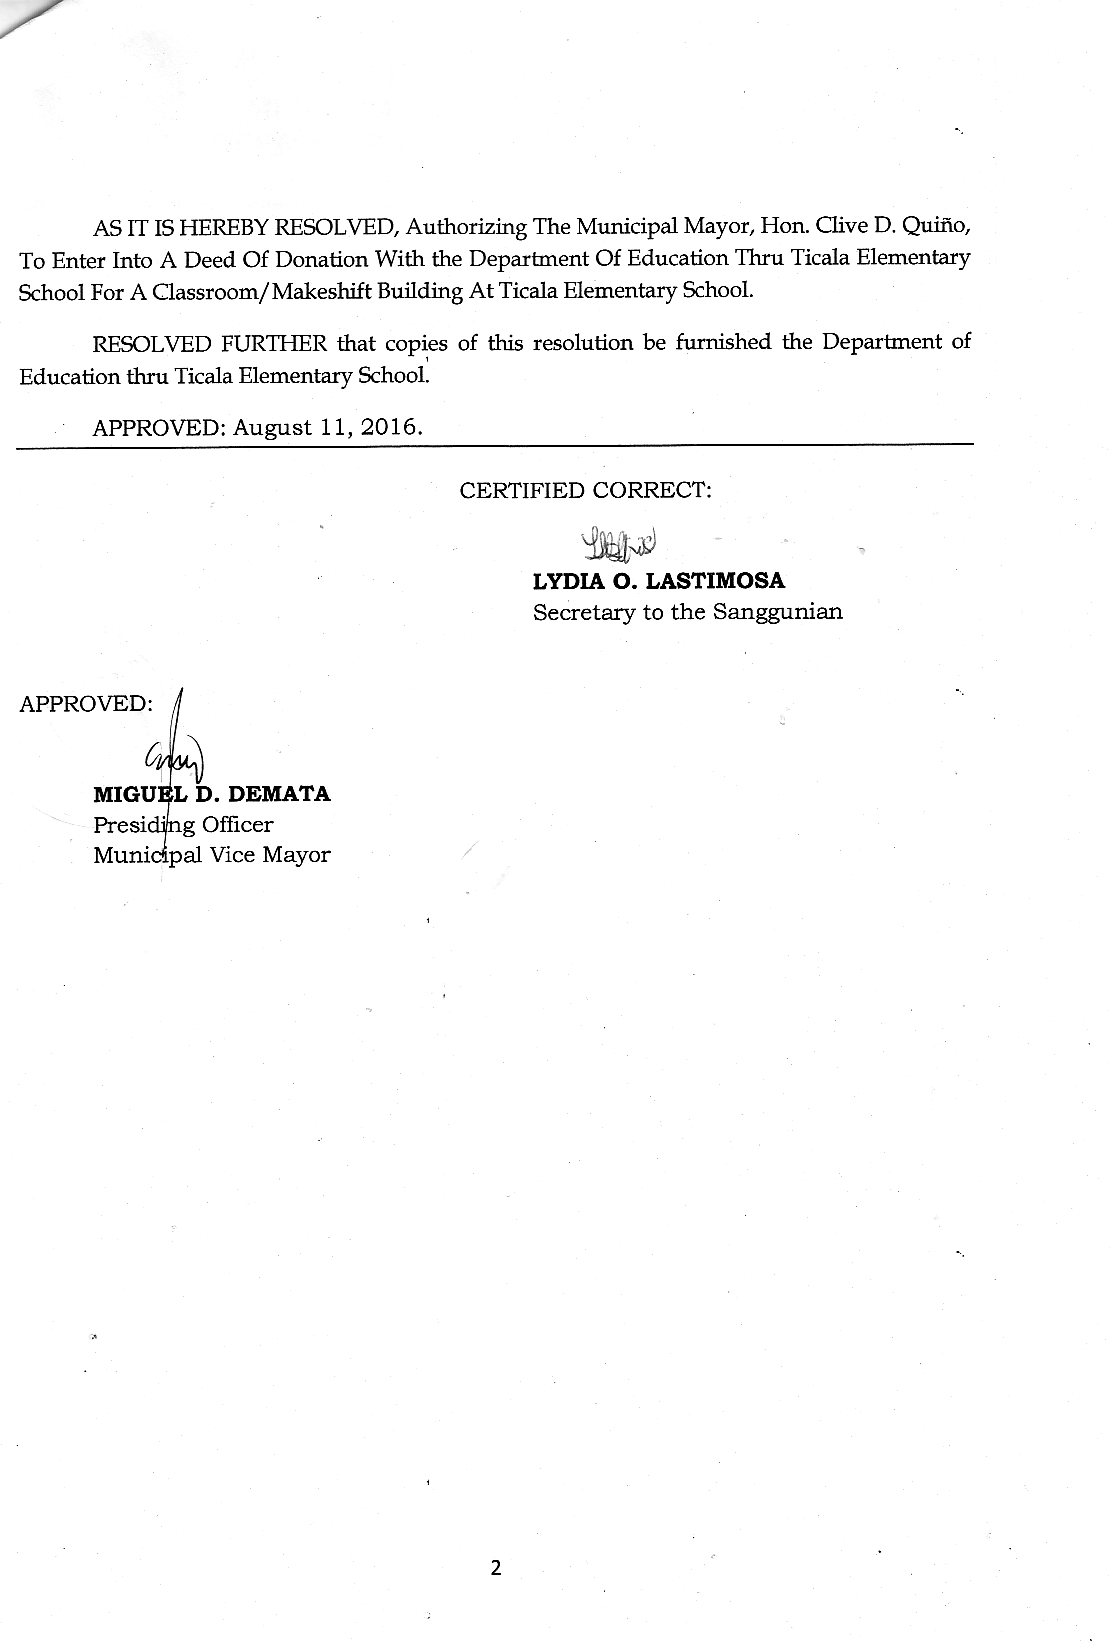 AS IT IS HEREBY RESOLVED, Authorizing The Municipal Mayor, Hon. Clive D. Quiño,
To Enter Into A Deed Of Donation With the Department Of Education Thru Ticala Elementary
School For A Classroom/Makeshift Building At Ticala Elementary School.
RESOLVED FURTHER that copies of this resolution be furnished the Department of
Education thru Ticala Elementary School.
APPROVED: August 11, 2016.
CERTIFIED CORRECT:
LYDIA O. LASTIMOSA
Secretary to the Sanggunian
APPROVED:
MIGUEL D. DEMATA
Presiding Officer
Municipal Vice Mayor
2